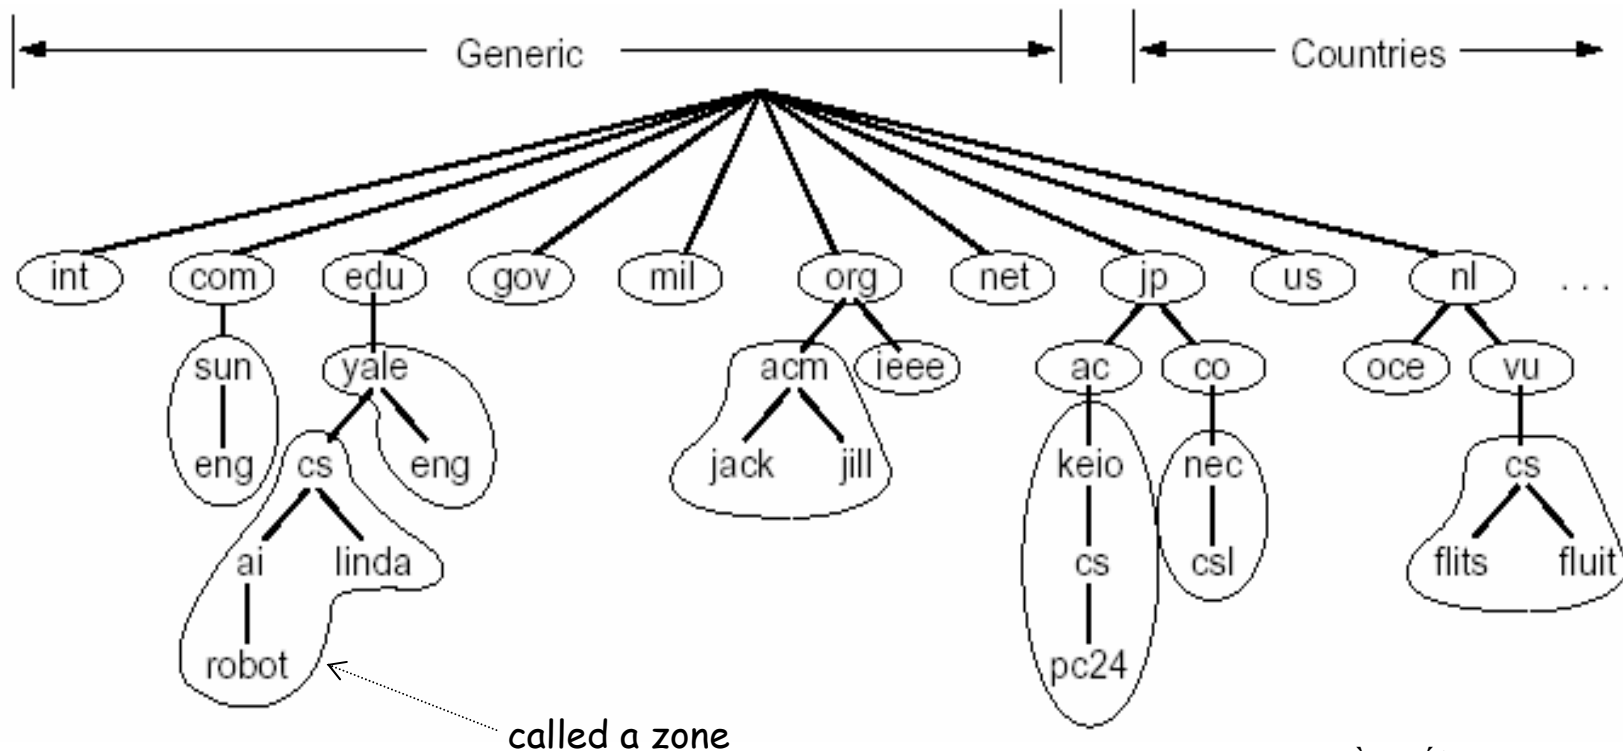 Generic Countries
int com edu gov mil org net jp us nl ...
sun yale acm ieee ac co oce vu
eng cs eng jack jill keio nec cs
ai linda cs csl flits fluit
robot pc24
called a zone